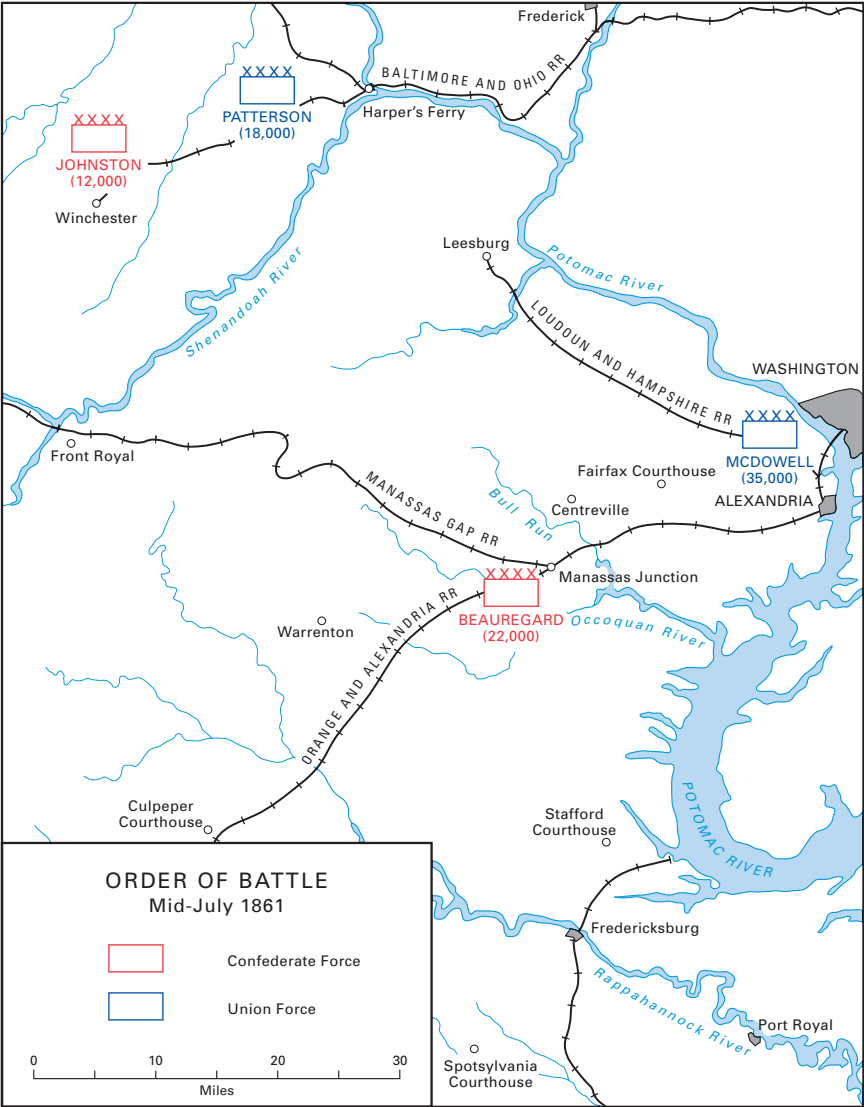 Frederick
BALTIMORE AND OHIO RR
XXXX
PATTERSON
(18,000)
Harper's Ferry
XXXX
JOHNSTON
(12,000)
Winchester
Leesburg
Potomac River
Shenandoah River
LOUDOUN AND HAMPSHIRE RR
WASHINGTON
XXXX
MCDOWELL
(35,000)
Front Royal
Fairfax Courthouse
Centreville
ALEXANDRIA
MANASSAS GAP RR
Bull Run
Manassas Junction
XXXX
BEAUREGARD
(22,000)
Occoquan River
Warrenton
ORANGE AND ALEXANDRIA RR
Culpeper
Courthouse
Stafford
Courthouse
POTOMAC RIVER
Fredericksburg
Rappahannock River
Port Royal
Spotsylvania
Courthouse
ORDER OF BATTLE
Mid-July 1861
Confederate Force
Union Force
0 10 20 30
Miles